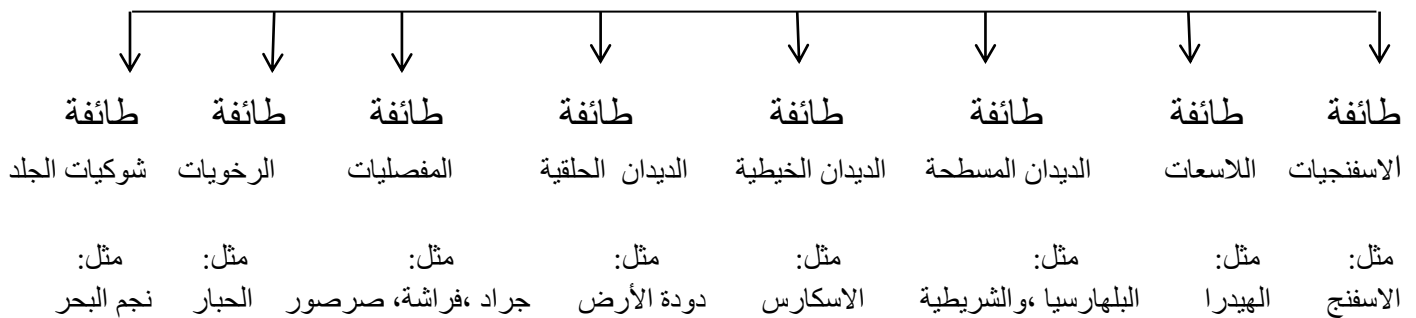 طائفة طائفة طائفة طائفة طائفة طائفة طائفة طائفة
الاسفنجيات اللاسعات الديدان المسطحة الديدان الخيطية الديدان الحلقية المفصليات الرخويات شوكيات الجلد
مثل: مثل: مثل: مثل: مثل: مثل: مثل: مثل:
الاسفنج الهيدرا البلهارسيا ،والشريطية الاسكارس دودة الأرض جراد ،فراشة، صرصور الحبار نجم البحر